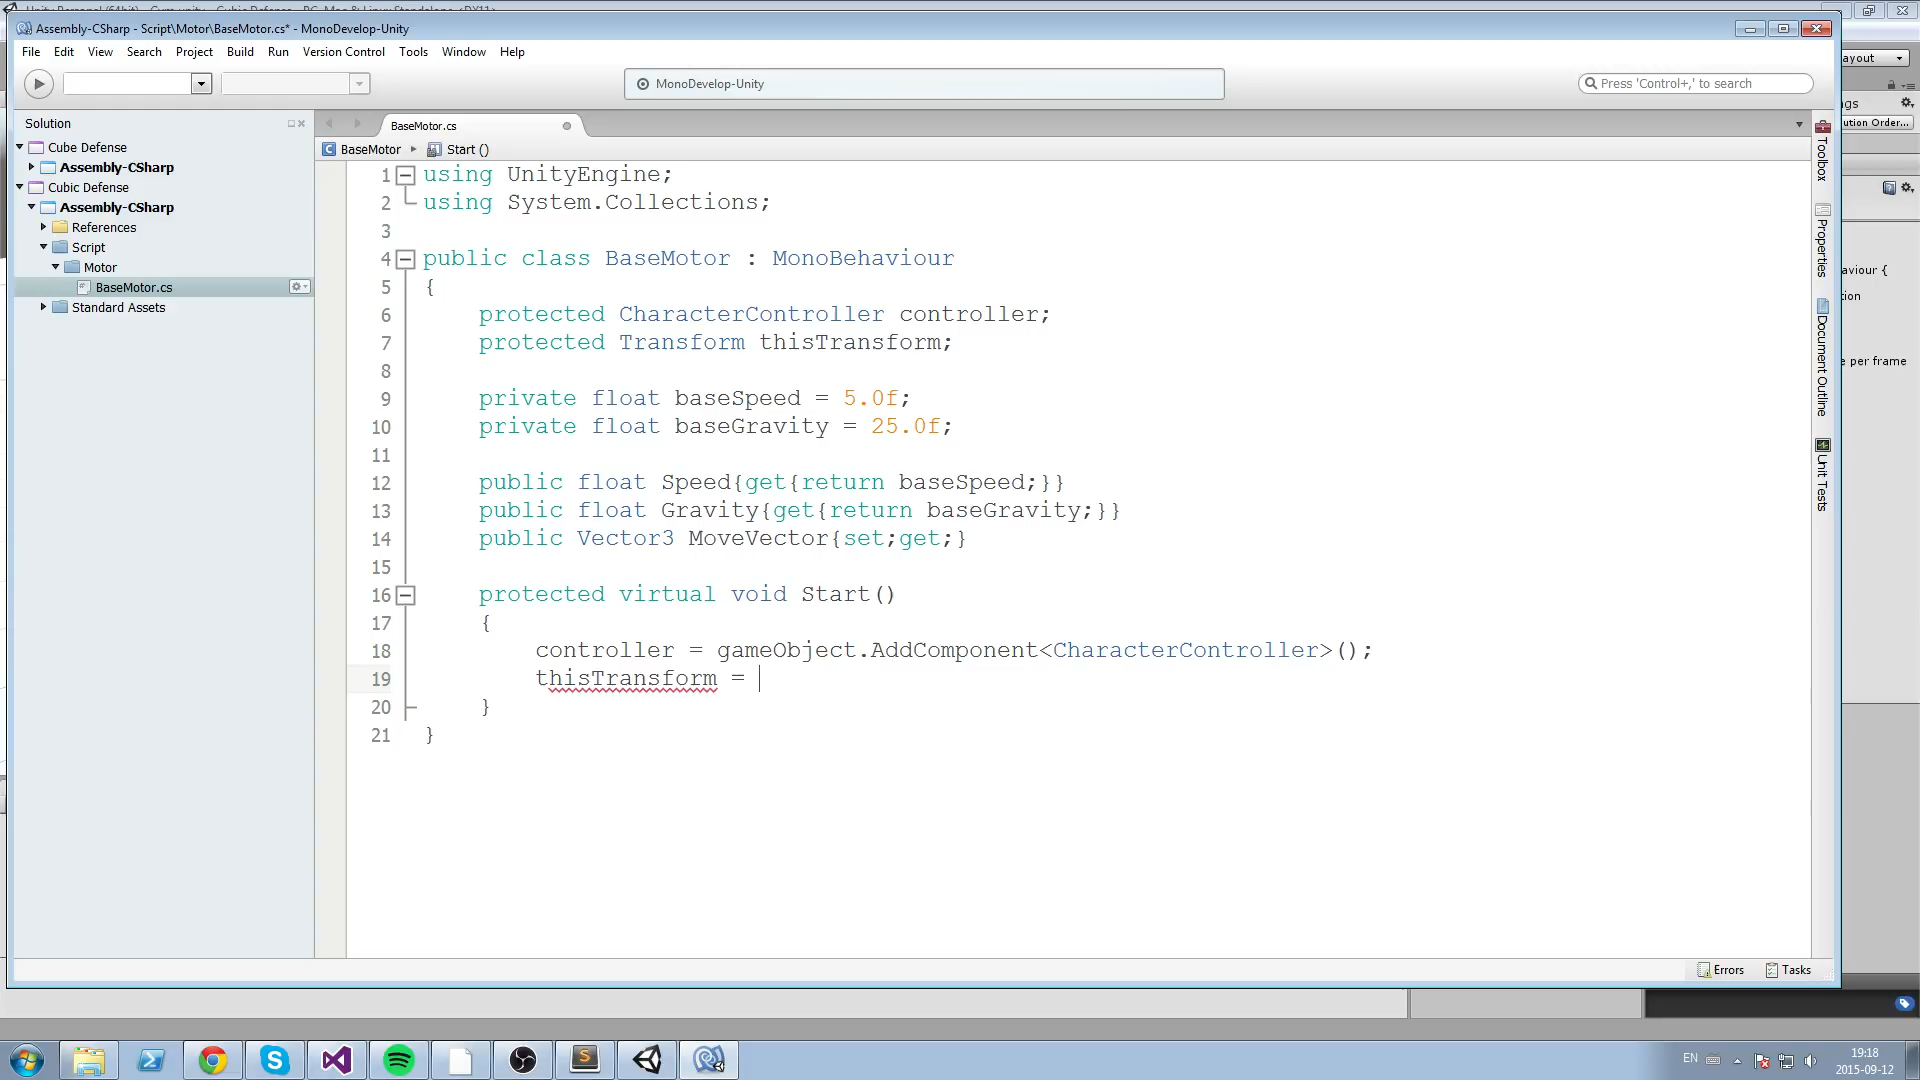 Assembly-CSharp - Script\Motor\BaseMotor.cs* - MonoDevelop-Unity
File Edit View Search Project Build Run Version Control Tools Window Help
ayout
MonoDevelop-Unity
Press 'Control+,' to search
ution Order...
Solution
BaseMotor.cs
Cube Defense
BaseMotor
Start ()
Assembly-CSharp
Cubic Defense
Assembly-CSharp
References
Script
Motor
BaseMotor.cs
Standard Assets
1 using UnityEngine;
2 using System.Collections;
3
4 public class BaseMotor : MonoBehaviour
5 {
6 protected CharacterController controller;
7 protected Transform thisTransform;
8
9 private float baseSpeed = 5.0f;
10 private float baseGravity = 25.0f;
11
12 public float Speed{get{return baseSpeed;}}
13 public float Gravity{get{return baseGravity;}}
14 public Vector3 MoveVector{set;get;}
15
16 protected virtual void Start()
17 {
18 controller = gameObject.AddComponent<CharacterController>();
19 thisTransform =
20 }
21 }
Toolbox
Properties
Document Outline
Unit Tests
aviour {
tion
e per frame
Errors
Tasks
EN
19:18
2015-09-12